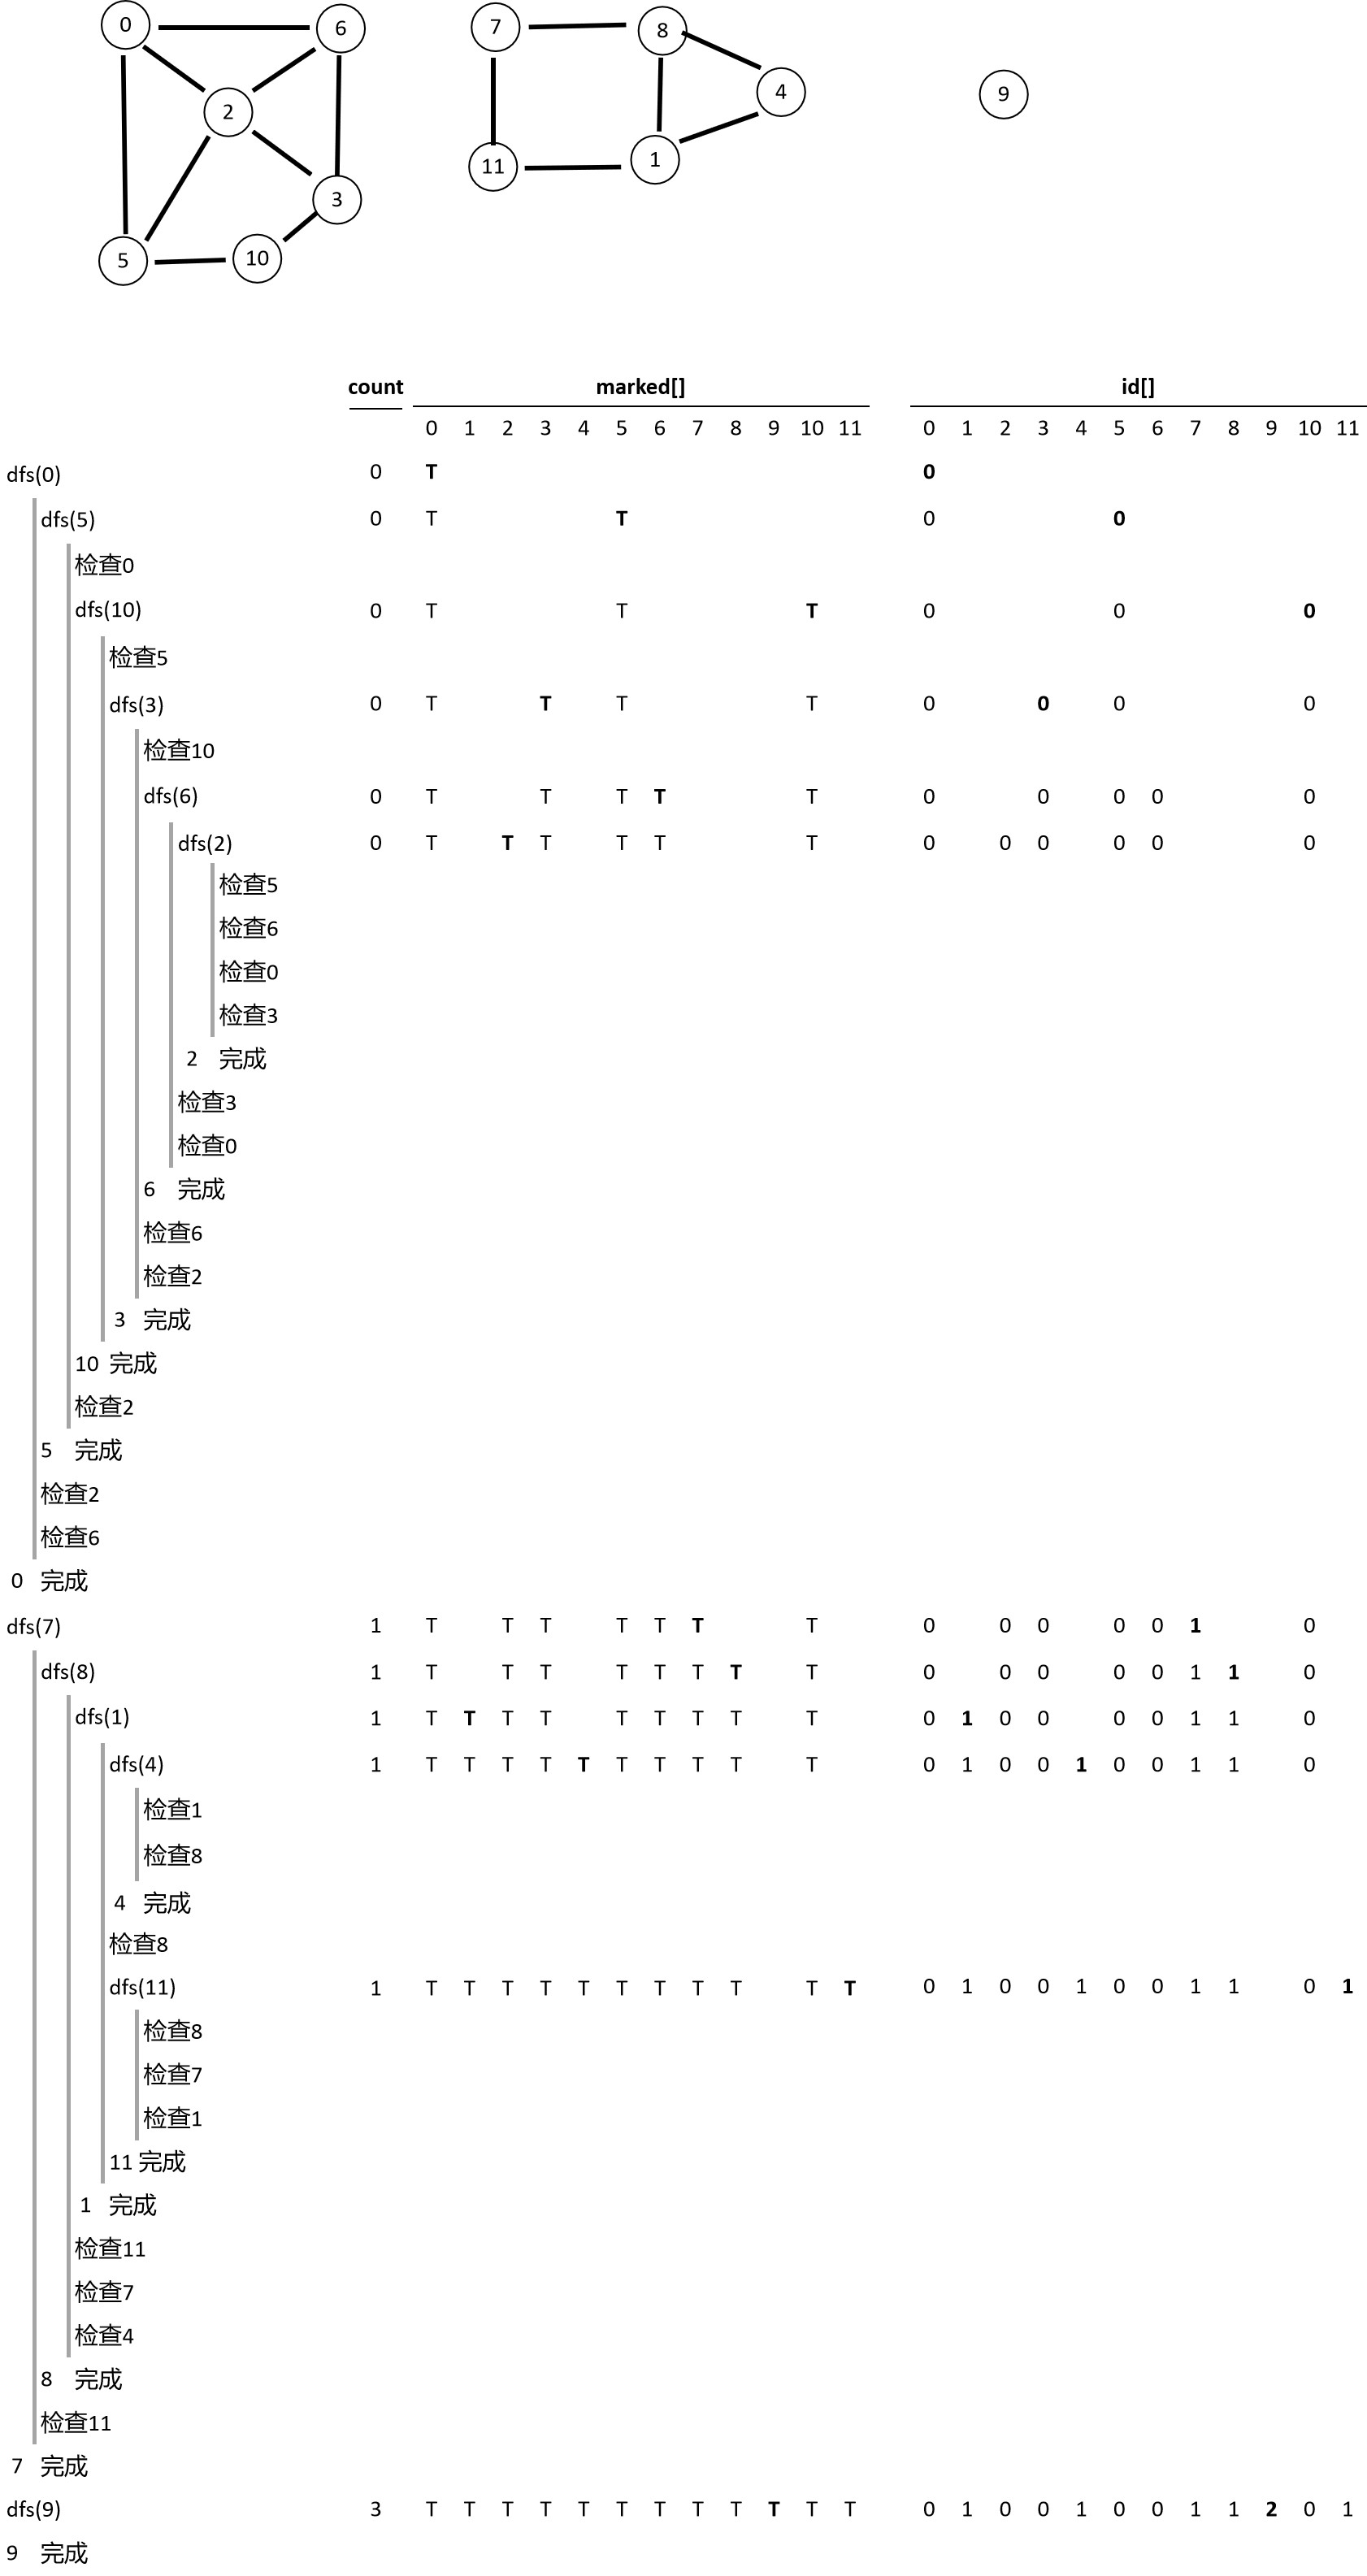 0 6 7 8
2 4 9
11 1
3
5 10
count marked[] id[]
0 1 2 3 4 5 6 7 8 9 10 11 0 1 2 3 4 5 6 7 8 9 10 11
dfs(0) 0 T 0
dfs(5) 0 T T 0 0
检查0
dfs(10) 0 T T T 0 0 0
检查5
dfs(3) 0 T T T T 0 0 0 0
检查10
dfs(6) 0 T T T T T 0 0 0 0 0
dfs(2) 0 T T T T T T 0 0 0 0 0 0
检查5
检查6
检查0
检查3
2 完成
检查3
检查0
6 完成
检查6
检查2
3 完成
10 完成
检查2
5 完成
检查2
检查6
0 完成
dfs(7) 1 T T T T T T T 0 0 0 0 0 1 0
dfs(8) 1 T T T T T T T T 0 0 0 0 0 1 1 0
dfs(1) 1 T T T T T T T T T 0 1 0 0 0 0 1 1 0
dfs(4) 1 T T T T T T T T T T 0 1 0 0 1 0 0 1 1 0
检查1
检查8
4 完成
检查8
dfs(11) 1 T T T T T T T T T T T 0 1 0 0 1 0 0 1 1 0 1
检查8
检查7
检查1
11 完成
1 完成
检查11
检查7
检查4
8 完成
检查11
7 完成
dfs(9) 3 T T T T T T T T T T T T 0 1 0 0 1 0 0 1 1 2 0 1
9 完成